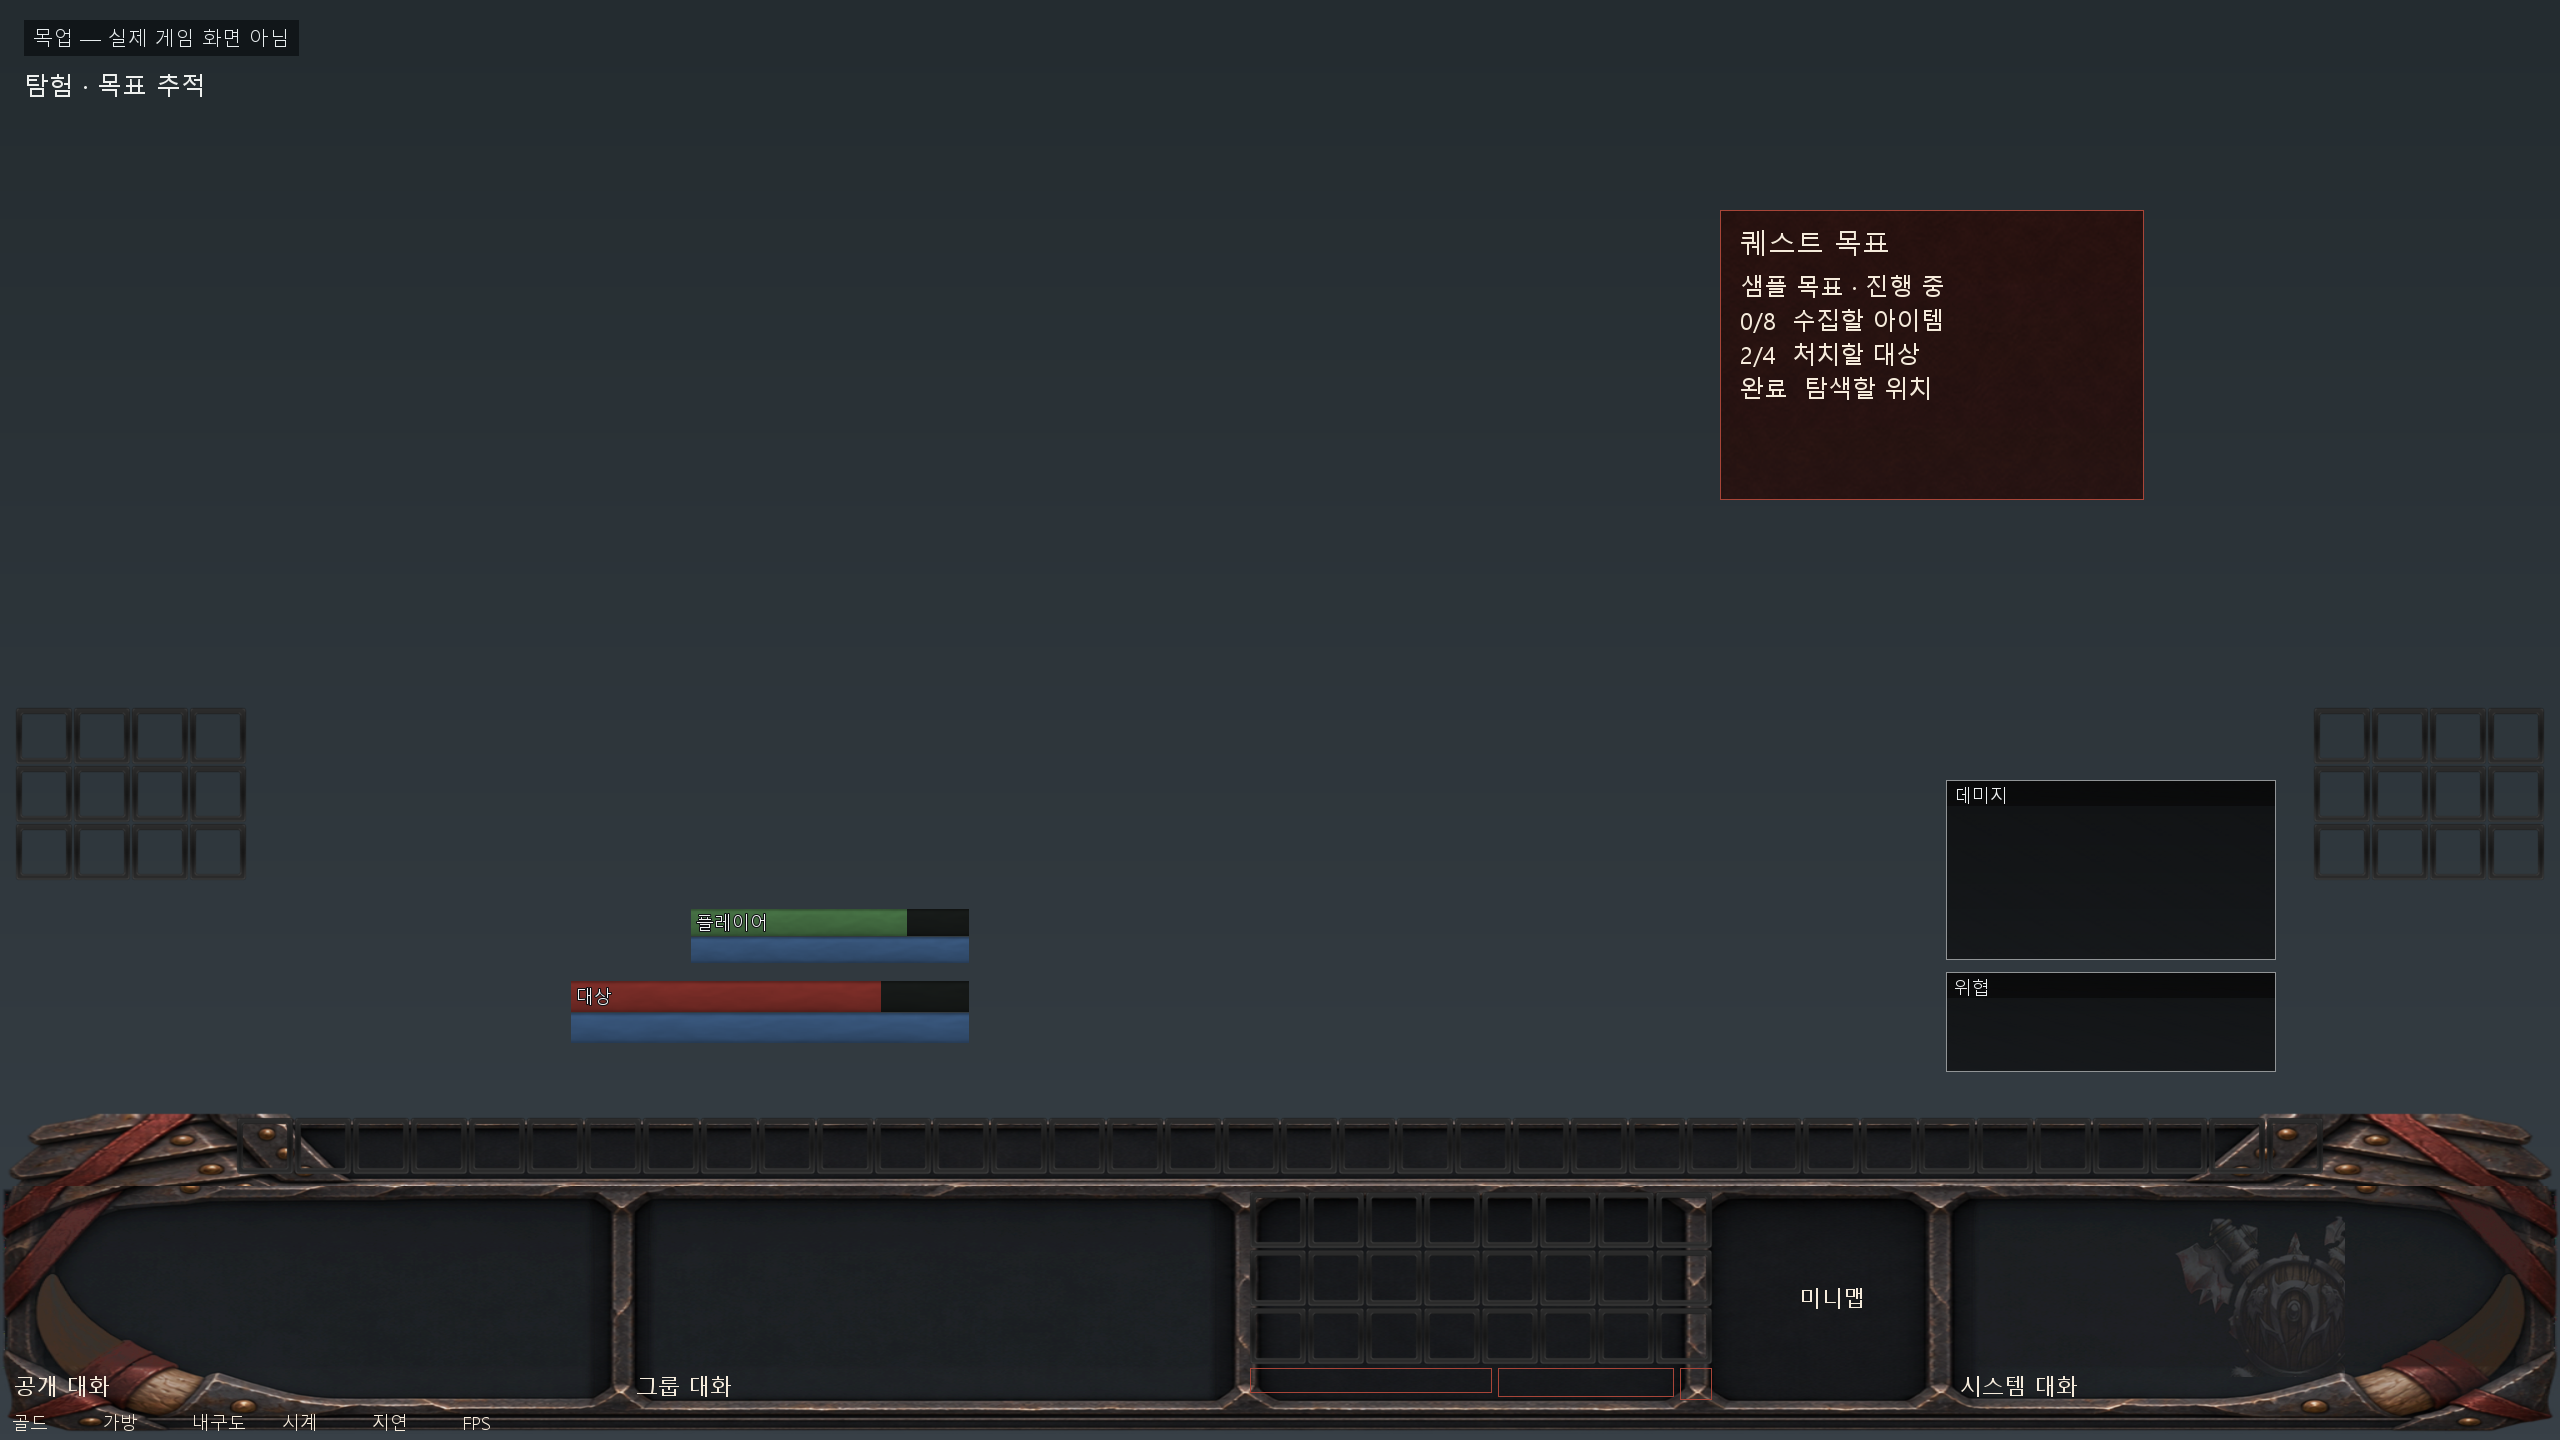 목업 — 실제 게임 화면 아님
탐험 · 목표 추적
퀘스트 목표
샘플 목표 · 진행 중
0/8 수집할 아이템
2/4 처치할 대상
완료 탐색할 위치
데미지
플레이어
대상
위협
미니맵
공개 대화
그룹 대화
시스템 대화
골드 가방 내구도 시계 지연 FPS